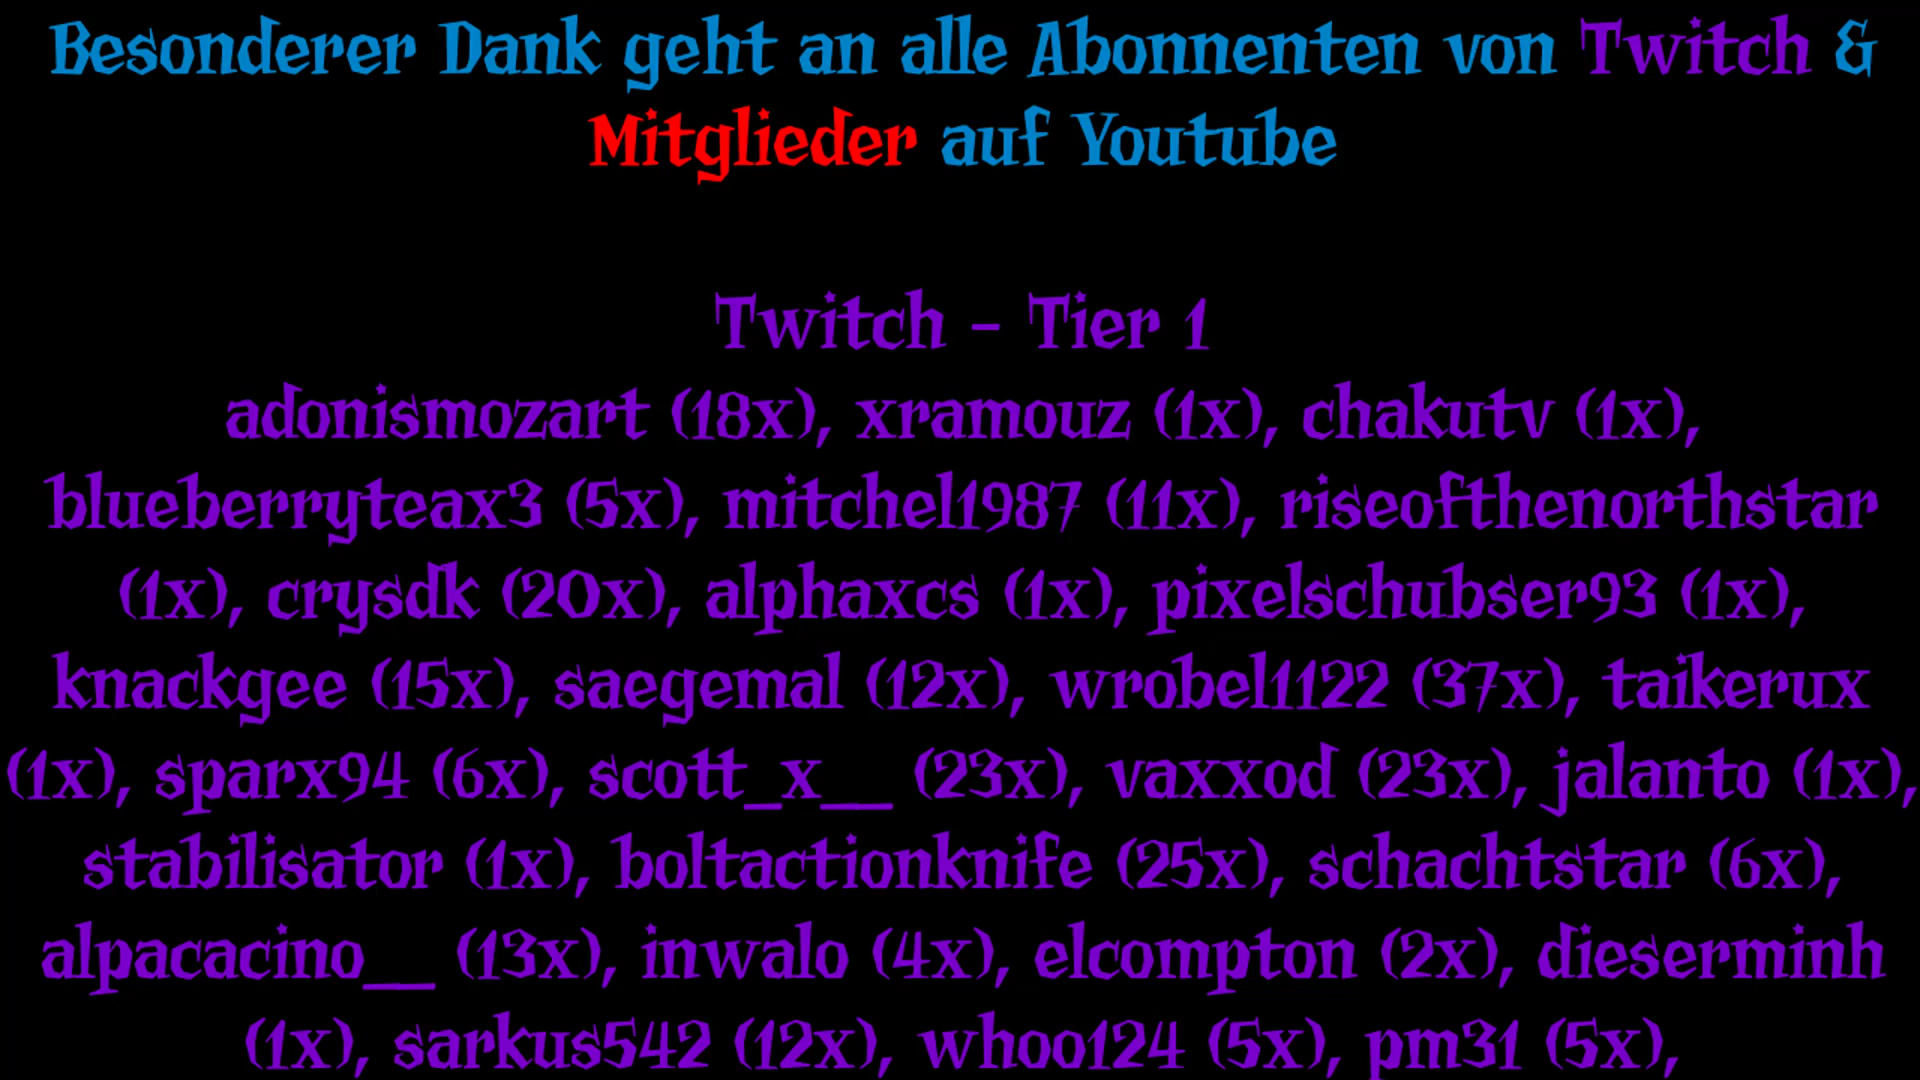 Besonderer Dank geht an alle Abonnenten von Twitch &
Mitglieder auf Youtube
Twitch - Tier 1
adonismozart (18x), xramouz (1x), chakutv (1x),
blueberryteax3 (5x), mitchel1987 (11x), riseofthenorthstar
(1x), crysdk (20x), alphaxcs (1x), pixelschubser93 (1x),
knackgee (15x), saegemal (12x), wrobel1122 (37x), taikerux
(1x), sparx94 (6x), scott_x__ (23x), vaxxod (23x), jalanto (1x),
stabilisator (1x), boltactionknife (25x), schachtstar (6x),
alpacacino__ (13x), inwalo (4x), elcompton (2x), dieserminh
(1x), sarkus542 (12x), whoo124 (5x), pm31 (5x),